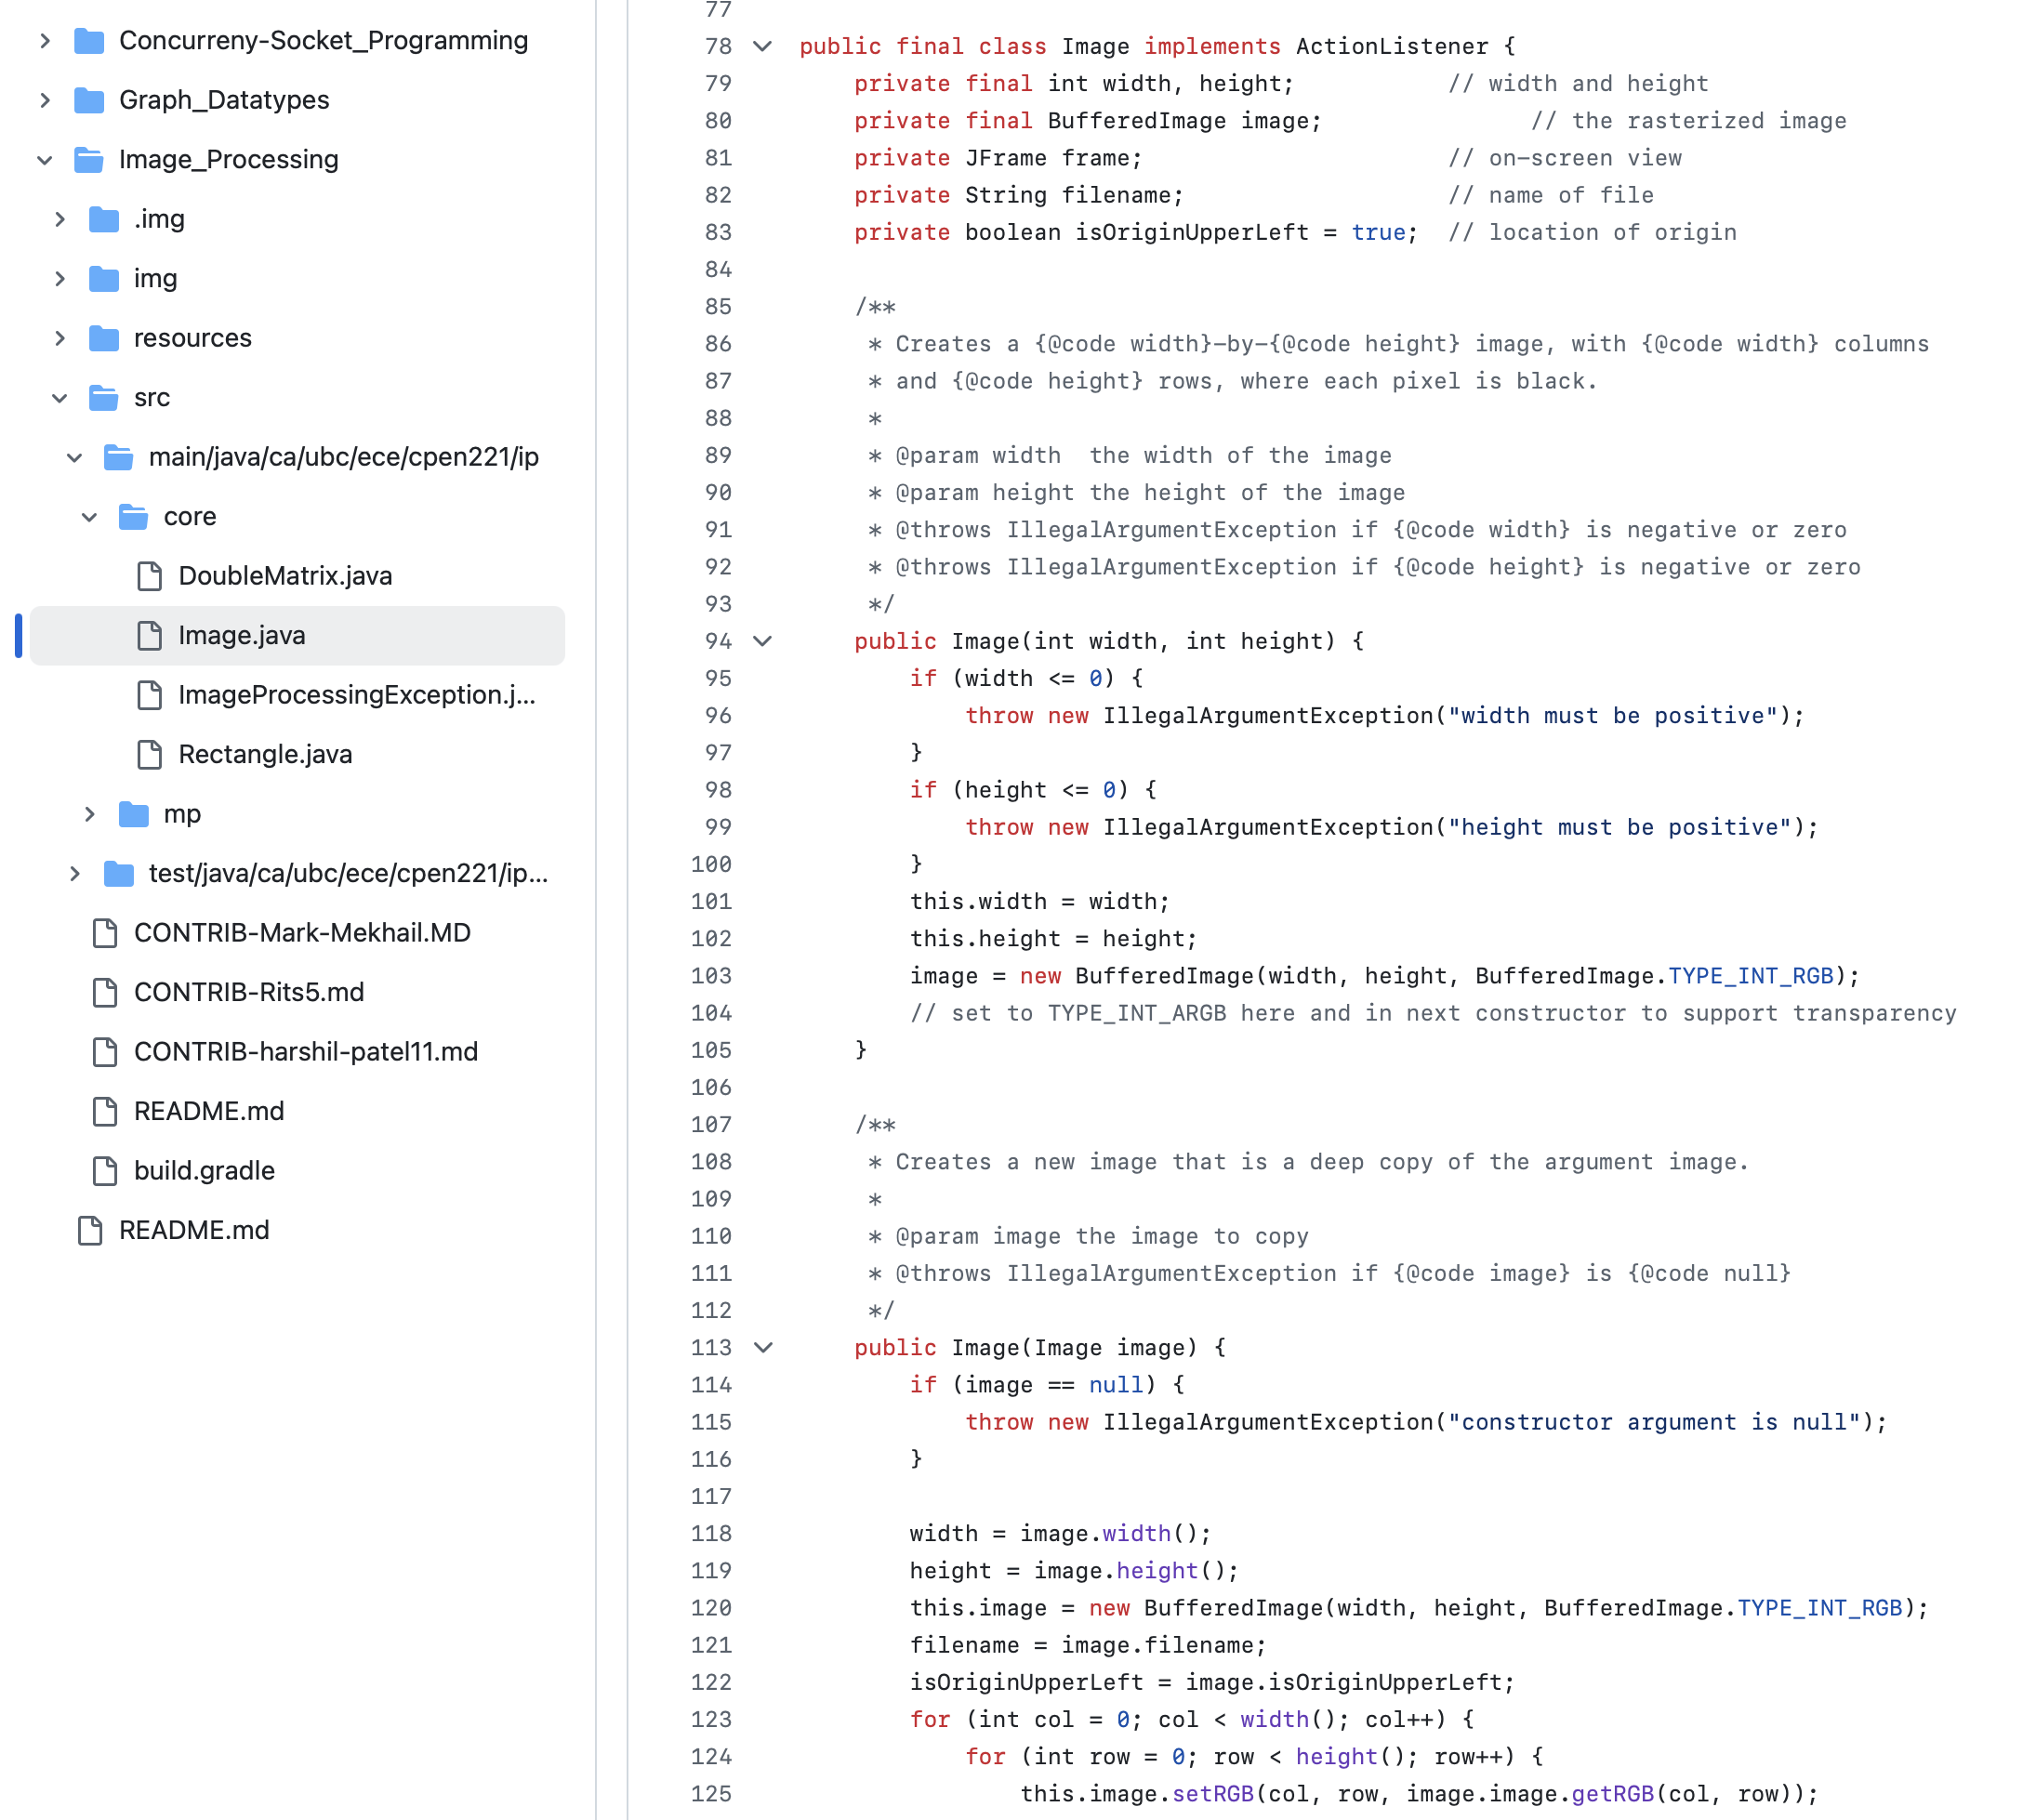 Concurreny-Socket_Programming
Graph_Datatypes
Image_Processing
.img
img
resources
src
main/java/ca/ubc/ece/cpen221/ip
core
DoubleMatrix.java
Image.java
ImageProcessingException.j...
Rectangle.java
mp
test/java/ca/ubc/ece/cpen221/ip...
CONTRIB-Mark-Mekhail.MD
CONTRIB-Rits5.md
CONTRIB-harshil-patel11.md
README.md
build.gradle
README.md
77
78 public final class Image implements ActionListener {
79     private final int width, height;           // width and height
80     private final BufferedImage image;               // the rasterized image
81     private JFrame frame;                      // on-screen view
82     private String filename;                   // name of file
83     private boolean isOriginUpperLeft = true;  // location of origin
84
85     /**
86      * Creates a {@code width}-by-{@code height} image, with {@code width} columns
87      * and {@code height} rows, where each pixel is black.
88      *
89      * @param width  the width of the image
90      * @param height the height of the image
91      * @throws IllegalArgumentException if {@code width} is negative or zero
92      * @throws IllegalArgumentException if {@code height} is negative or zero
93      */
94     public Image(int width, int height) {
95         if (width <= 0) {
96             throw new IllegalArgumentException("width must be positive");
97         }
98         if (height <= 0) {
99             throw new IllegalArgumentException("height must be positive");
100         }
101         this.width = width;
102         this.height = height;
103         image = new BufferedImage(width, height, BufferedImage.TYPE_INT_RGB);
104         // set to TYPE_INT_ARGB here and in next constructor to support transparency
105     }
106
107     /**
108      * Creates a new image that is a deep copy of the argument image.
109      *
110      * @param image the image to copy
111      * @throws IllegalArgumentException if {@code image} is {@code null}
112      */
113     public Image(Image image) {
114         if (image == null) {
115             throw new IllegalArgumentException("constructor argument is null");
116         }
117
118         width = image.width();
119         height = image.height();
120         this.image = new BufferedImage(width, height, BufferedImage.TYPE_INT_RGB);
121         filename = image.filename;
122         isOriginUpperLeft = image.isOriginUpperLeft;
123         for (int col = 0; col < width(); col++) {
124             for (int row = 0; row < height(); row++) {
125                 this.image.setRGB(col, row, image.image.getRGB(col, row));